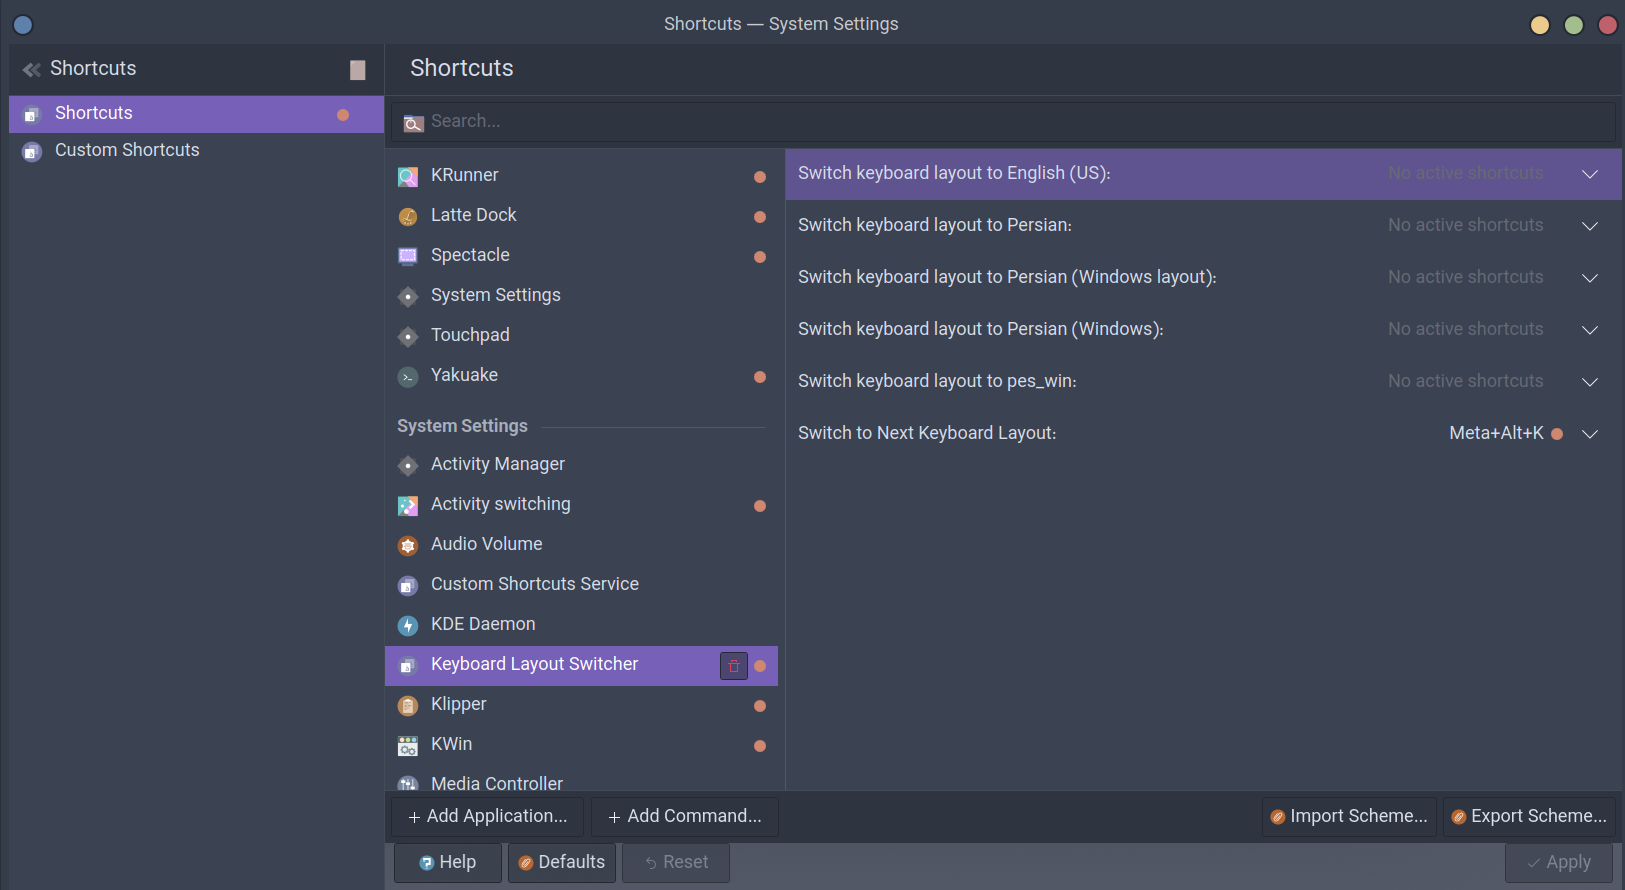 Shortcuts — System Settings
Shortcuts
Shortcuts
Custom Shortcuts
Shortcuts
Search...
KRunner
Latte Dock
Spectacle
System Settings
Touchpad
Yakuake
System Settings
Activity Manager
Activity switching
Audio Volume
Custom Shortcuts Service
KDE Daemon
Keyboard Layout Switcher
Klipper
KWin
Media Controller
Switch keyboard layout to English (US): No active shortcuts
Switch keyboard layout to Persian: No active shortcuts
Switch keyboard layout to Persian (Windows layout): No active shortcuts
Switch keyboard layout to Persian (Windows): No active shortcuts
Switch keyboard layout to pes_win: No active shortcuts
Switch to Next Keyboard Layout: Meta+Alt+K
+ Add Application... + Add Command... Import Scheme... Export Scheme...
Help Defaults Reset Apply